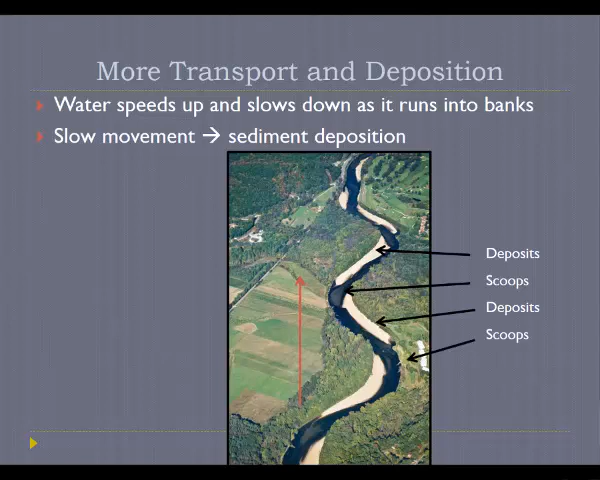 More Transport and Deposition
Water speeds up and slows down as it runs into banks
Slow movement → sediment deposition
Deposits
Scoops
Deposits
Scoops